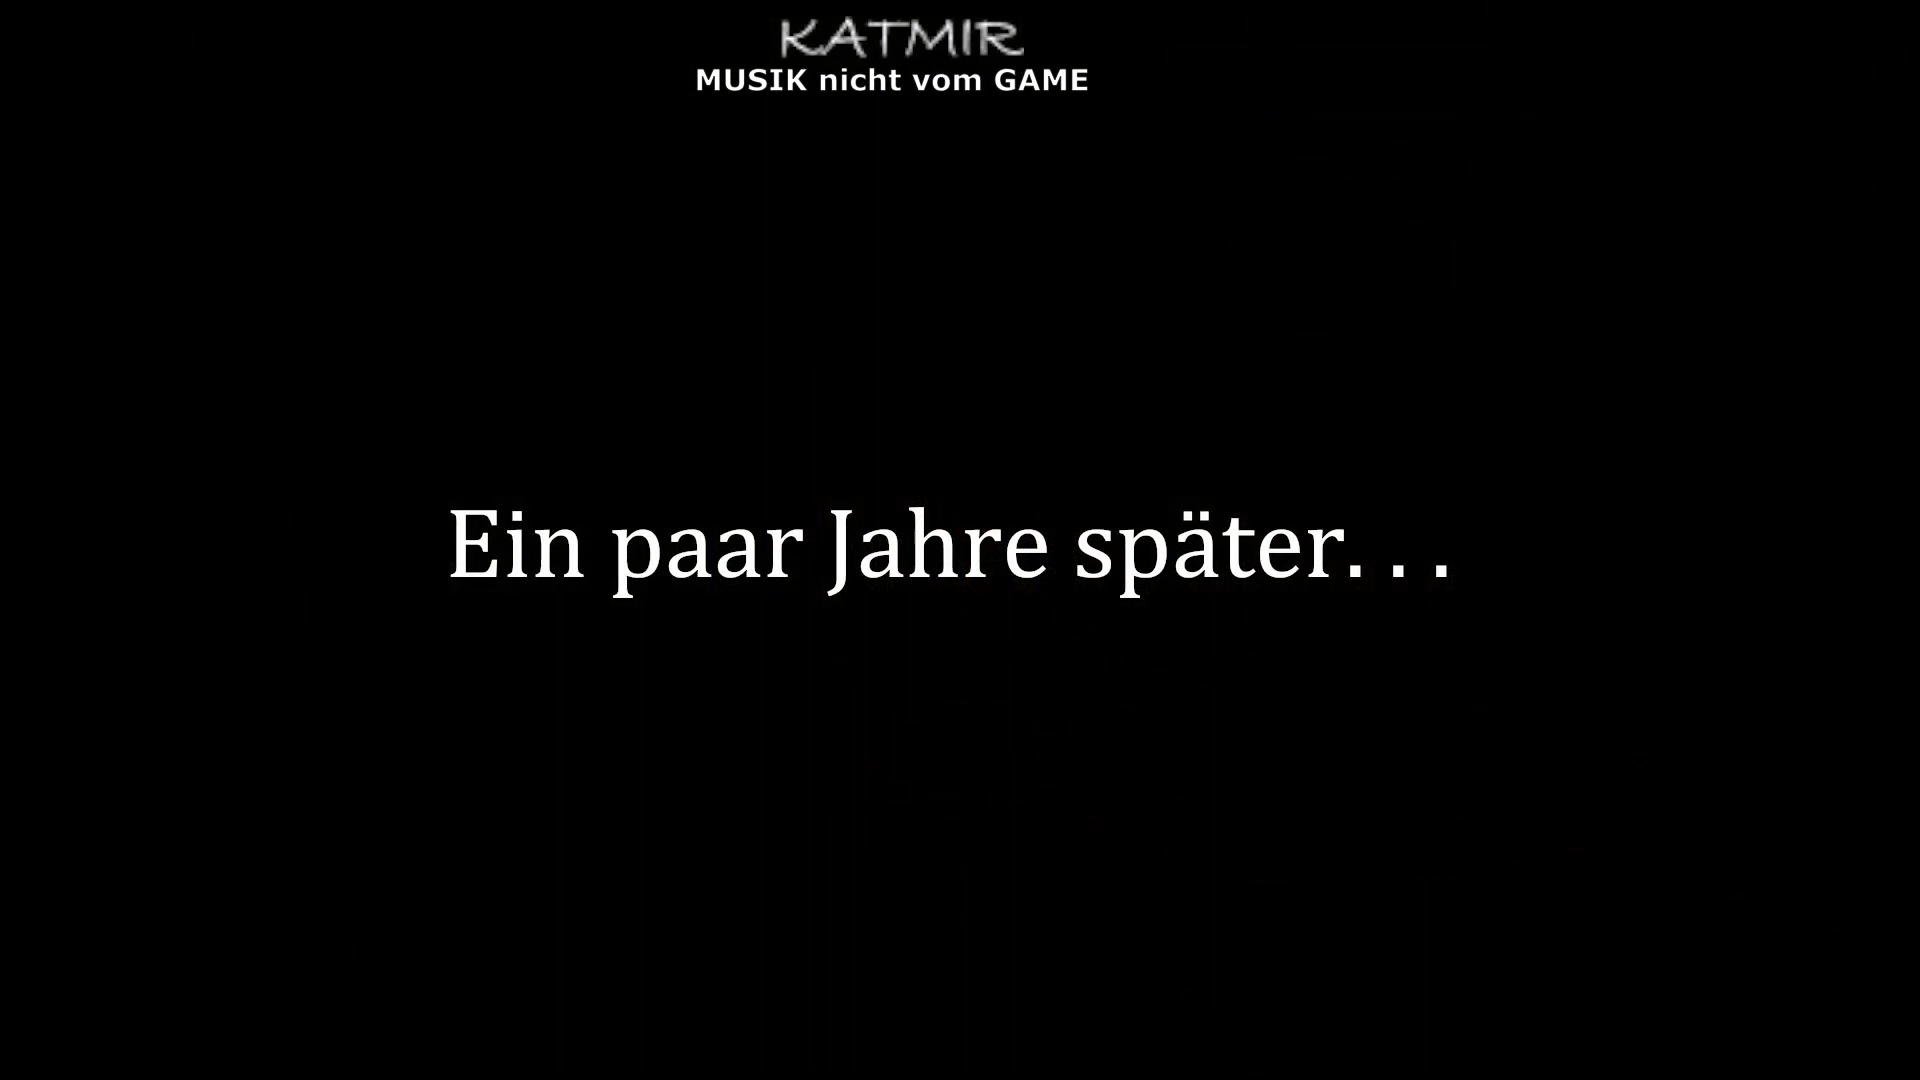 KATMIR
MUSIK nicht vom GAME
Ein paar Jahre später. . .